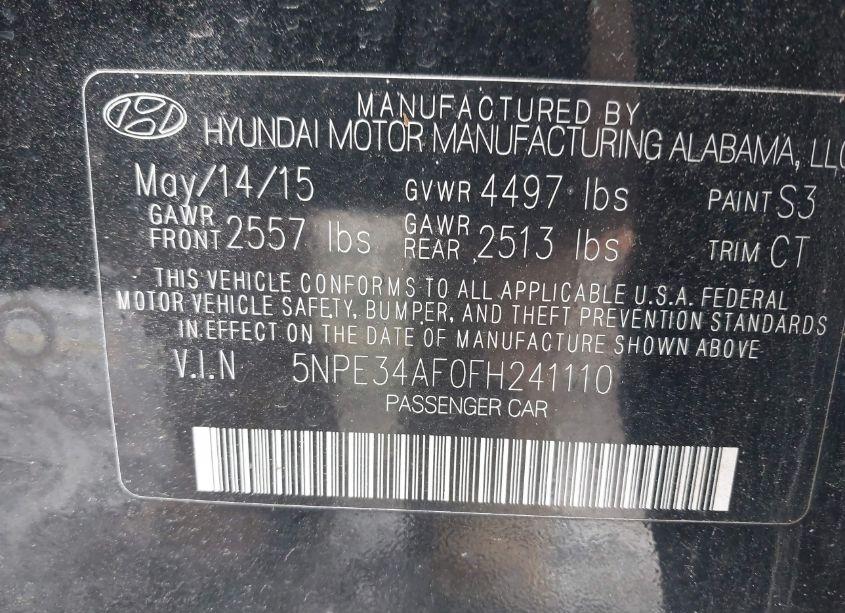 MANUFACTURED BY
HYUNDAI MOTOR MANUFACTURING ALABAMA, LLC
May/14/15 GVWR 4497 lbs PAINT S3
GAWR FRONT 2557 lbs GAWR REAR 2513 lbs TRIM CT
THIS VEHICLE CONFORMS TO ALL APPLICABLE U.S.A. FEDERAL
MOTOR VEHICLE SAFETY, BUMPER, AND THEFT PREVENTION STANDARDS
IN EFFECT ON THE DATE OF MANUFACTURE SHOWN ABOVE
V.I.N 5NPE34AF0FH241110
PASSENGER CAR